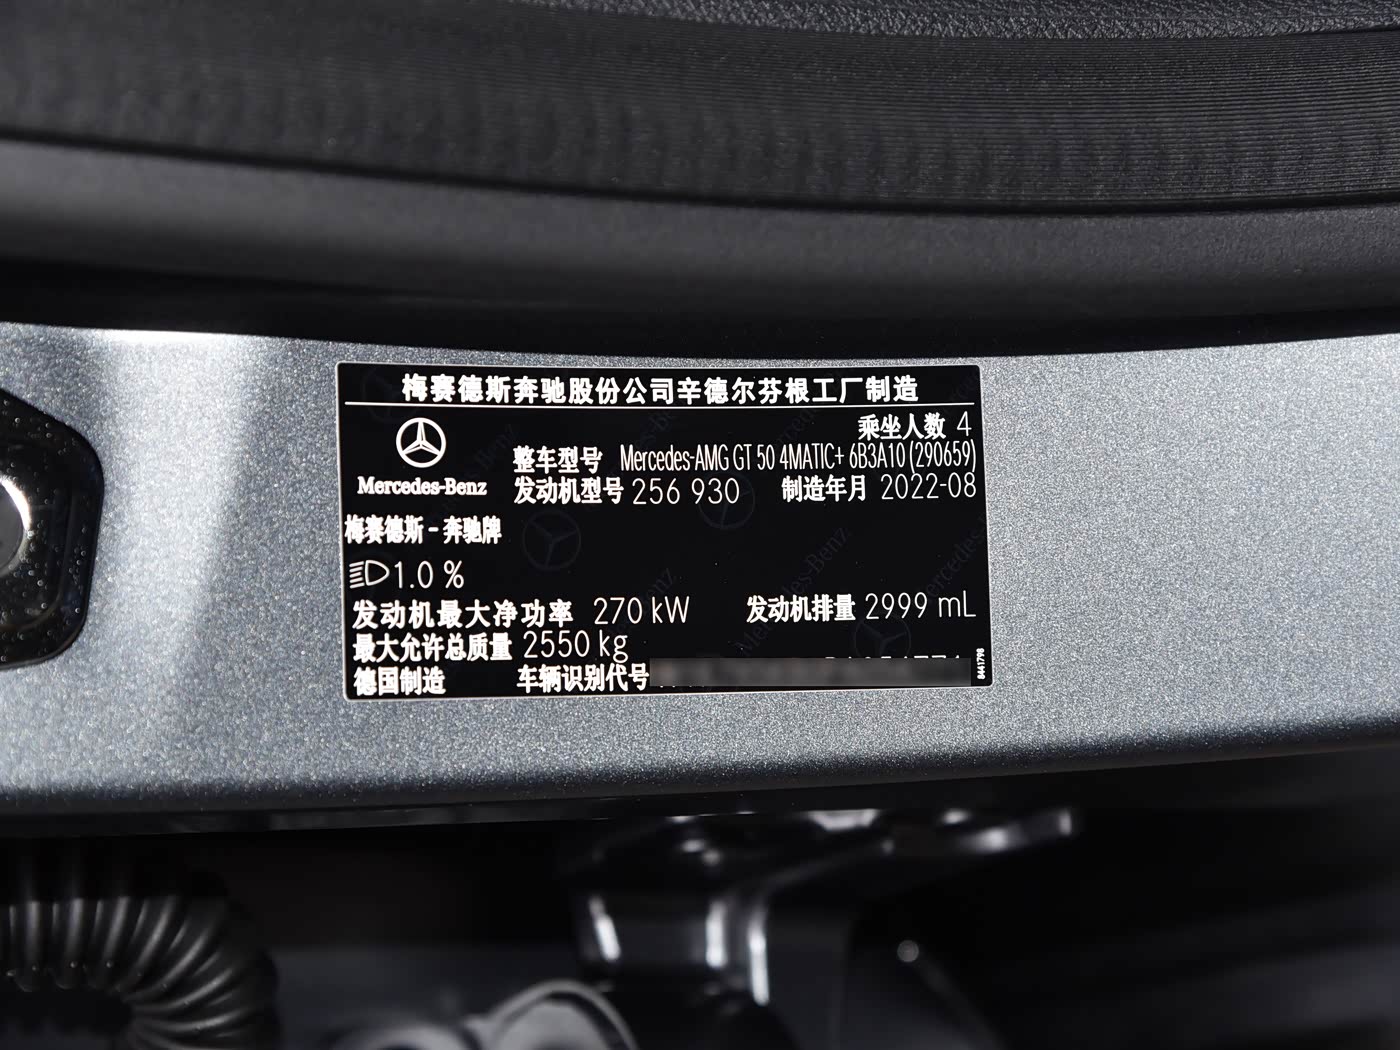 梅赛德斯奔驰股份公司辛德尔芬根工厂制造
乘坐人数 4
Mercedes-Benz
整车型号 Mercedes-AMG GT 50 4MATIC+ 6B3A10(290659)
发动机型号 256 930 制造年月 2022-08
梅赛德斯-奔驰牌
1.0 %
发动机最大净功率 270 kW 发动机排量 2999 mL
最大允许总质量 2550 kg
德国制造 车辆识别代号
8441798